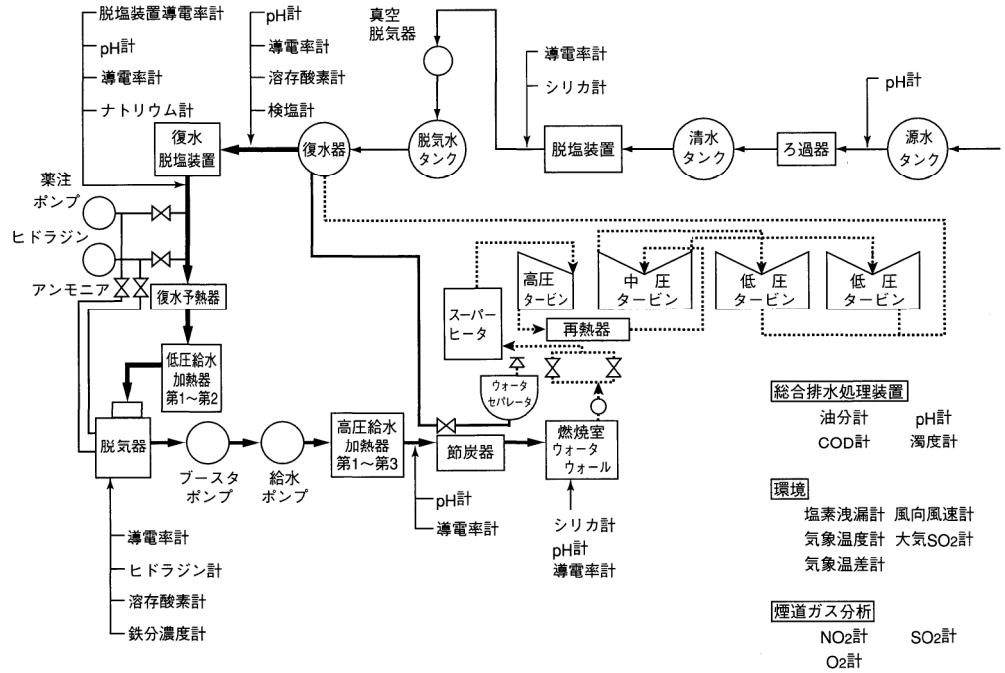 脱塩装置導電率計
pH計
導電率計
ナトリウム計
pH計
導電率計
溶存酸素計
検塩計
真空
脱気器
導電率計
シリカ計
pH計
復水
脱塩装置
復水器
脱気水
タンク
脱塩装置
清水
タンク
ろ過器
源水
タンク
薬注
ポンプ
ヒドラジン
アンモニア
復水予熱器
低圧給水
加熱器
第1~第2
スーパー
ヒータ
高圧
タービン
中 圧
タービン
低 圧
タービン
低 圧
タービン
再熱器
ウォータ
セパレータ
脱気器
ブースタ
ポンプ
給水
ポンプ
高圧給水
加熱器
第1~第3
節炭器
燃焼室
ウォータ
ウォール
pH計
導電率計
シリカ計
pH計
導電率計
導電率計
ヒドラジン計
溶存酸素計
鉄分濃度計
総合排水処理装置
油分計 pH計
COD計 濁度計
環境
塩素洩漏計 風向風速計
気象温度計 大気SO2計
気象温差計
煙道ガス分析
NO2計 SO2計
O2計